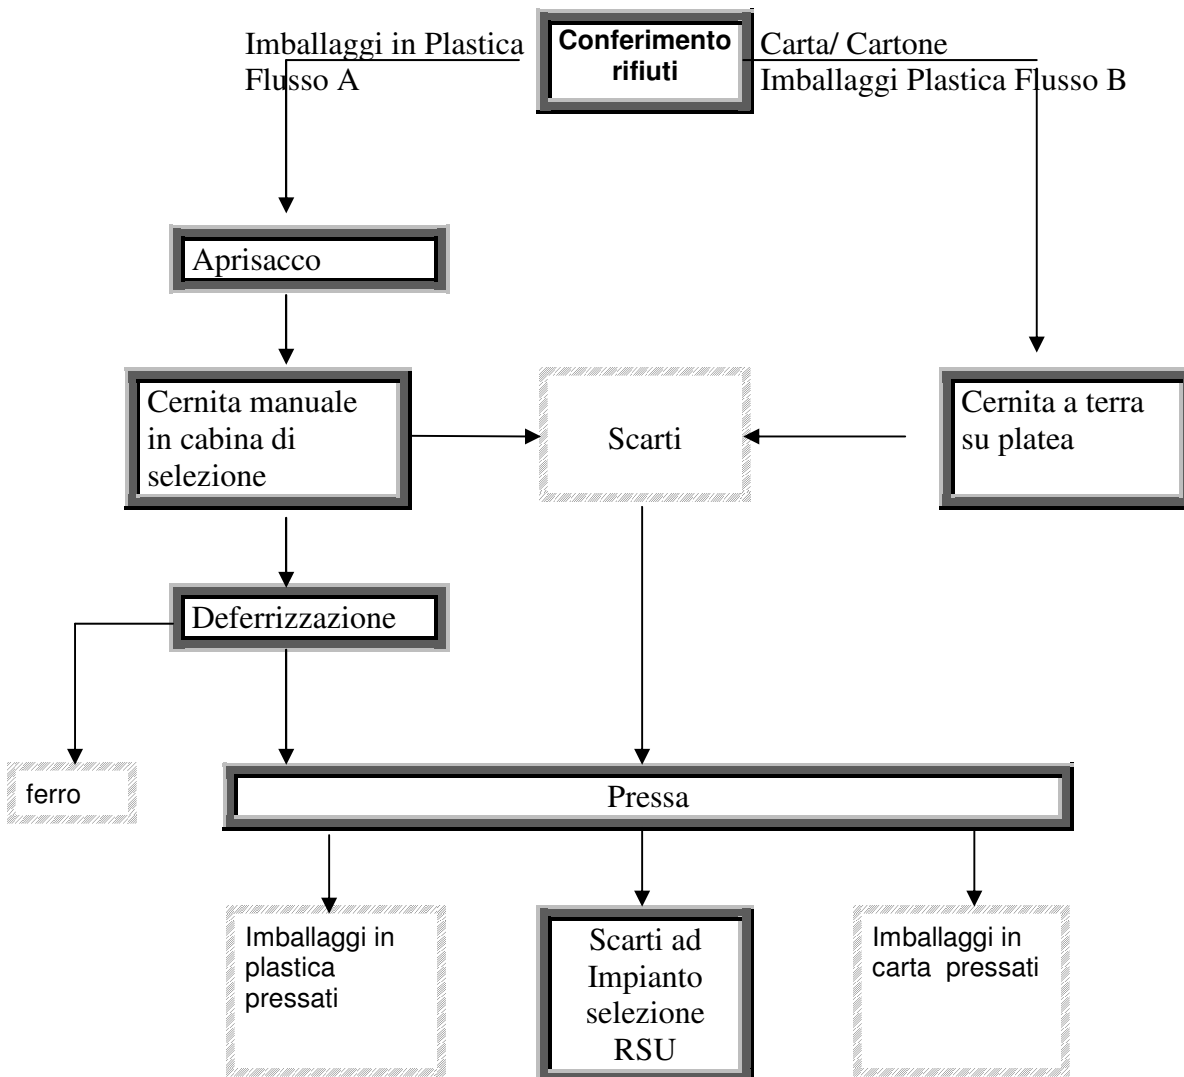 Imballaggi in Plastica
Flusso A
Conferimento
rifiuti
Carta/ Cartone
Imballaggi Plastica Flusso B
Aprisacco
Cernita manuale
in cabina di
selezione
Scarti
Cernita a terra
su platea
Deferrizzazione
ferro
Pressa
Imballaggi in
plastica
pressati
Scarti ad
Impianto
selezione
RSU
Imballaggi in
carta pressati